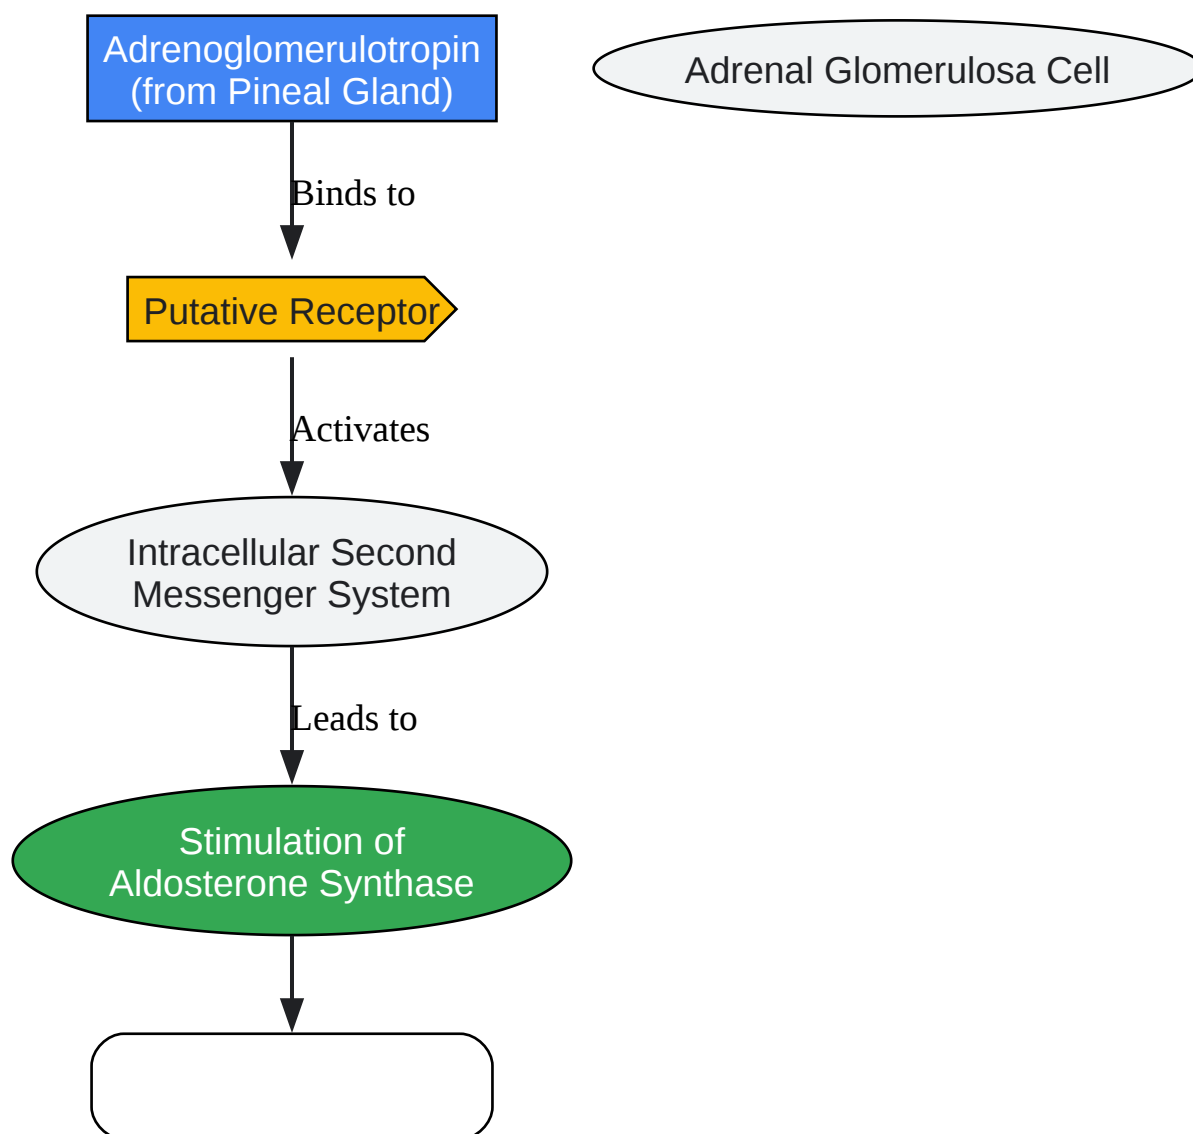 Adrenoglomerulotropin
(from Pineal Gland)
Adrenal Glomerulosa Cell
Binds to
Putative Receptor
Activates
Intracellular Second
Messenger System
Leads to
Stimulation of
Aldosterone Synthase